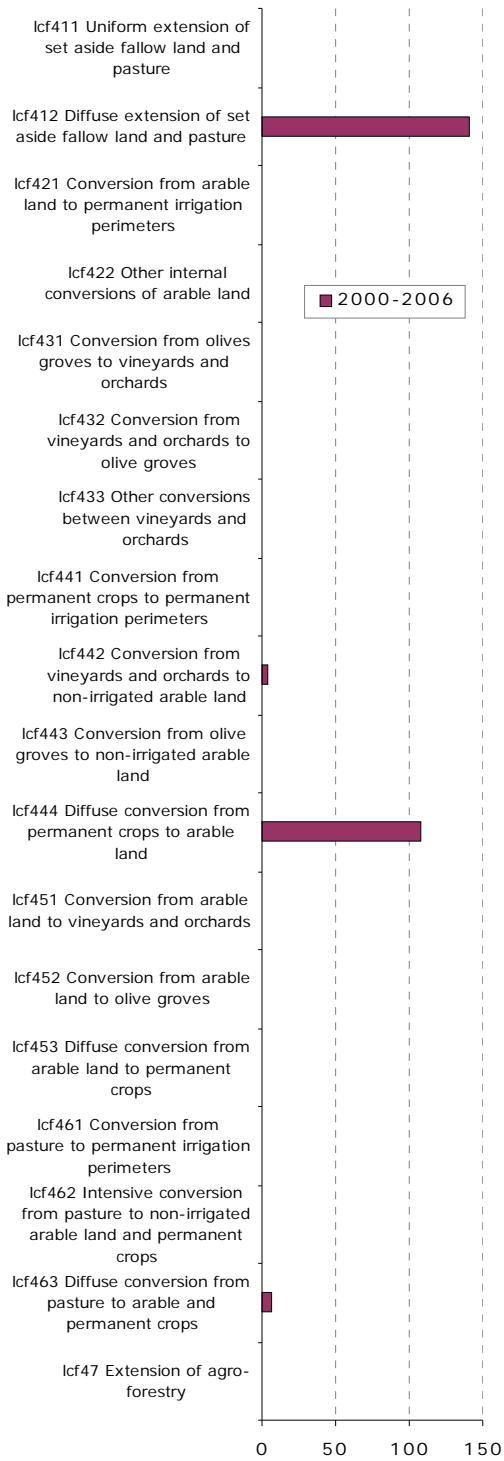 lcf411 Uniform extension of
set aside fallow land and
pasture
lcf412 Diffuse extension of set
aside fallow land and pasture
lcf421 Conversion from arable
land to permanent irrigation
perimeters
lcf422 Other internal
conversions of arable land
2000-2006
lcf431 Conversion from olives
groves to vineyards and
orchards
lcf432 Conversion from
vineyards and orchards to
olive groves
lcf433 Other conversions
between vineyards and
orchards
lcf441 Conversion from
permanent crops to permanent
irrigation perimeters
lcf442 Conversion from
vineyards and orchards to
non-irrigated arable land
lcf443 Conversion from olive
groves to non-irrigated arable
land
lcf444 Diffuse conversion from
permanent crops to arable
land
lcf451 Conversion from arable
land to vineyards and orchards
lcf452 Conversion from arable
land to olive groves
lcf453 Diffuse conversion from
arable land to permanent
crops
lcf461 Conversion from
pasture to permanent irrigation
perimeters
lcf462 Intensive conversion
from pasture to non-irrigated
arable land and permanent
crops
lcf463 Diffuse conversion from
pasture to arable and
permanent crops
lcf47 Extension of agro-
forestry
0 50 100 150